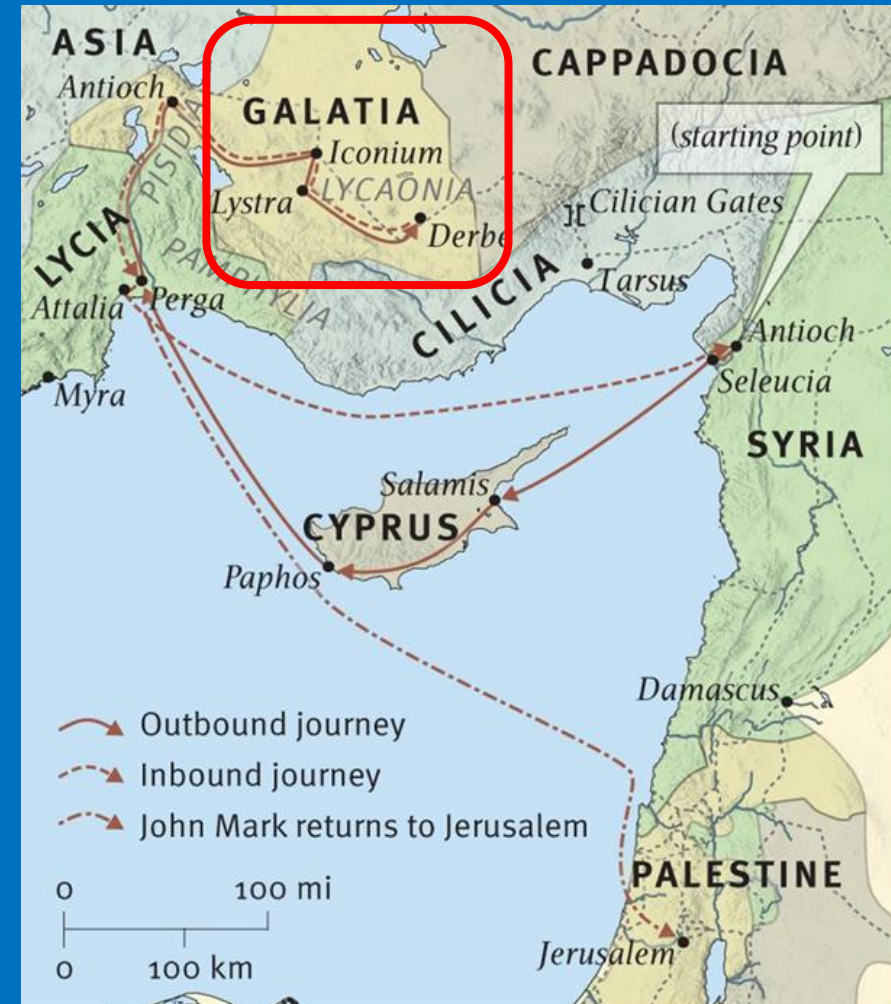 ASIA
Antioch
GALATIA
CAPPADOCIA
(starting point)
PISIDIA
Iconium
LYCAONIA
Lystra
Derbe
Cilician Gates
LYCIA
PAMPHYLIA
CILICIA
Tarsus
Attalia
Perga
Antioch
Seleucia
Myra
SYRIA
Salamis
CYPRUS
Paphos
Damascus
Outbound journey
Inbound journey
John Mark returns to Jerusalem
PALESTINE
0 100 mi
Jerusalem
0 100 km